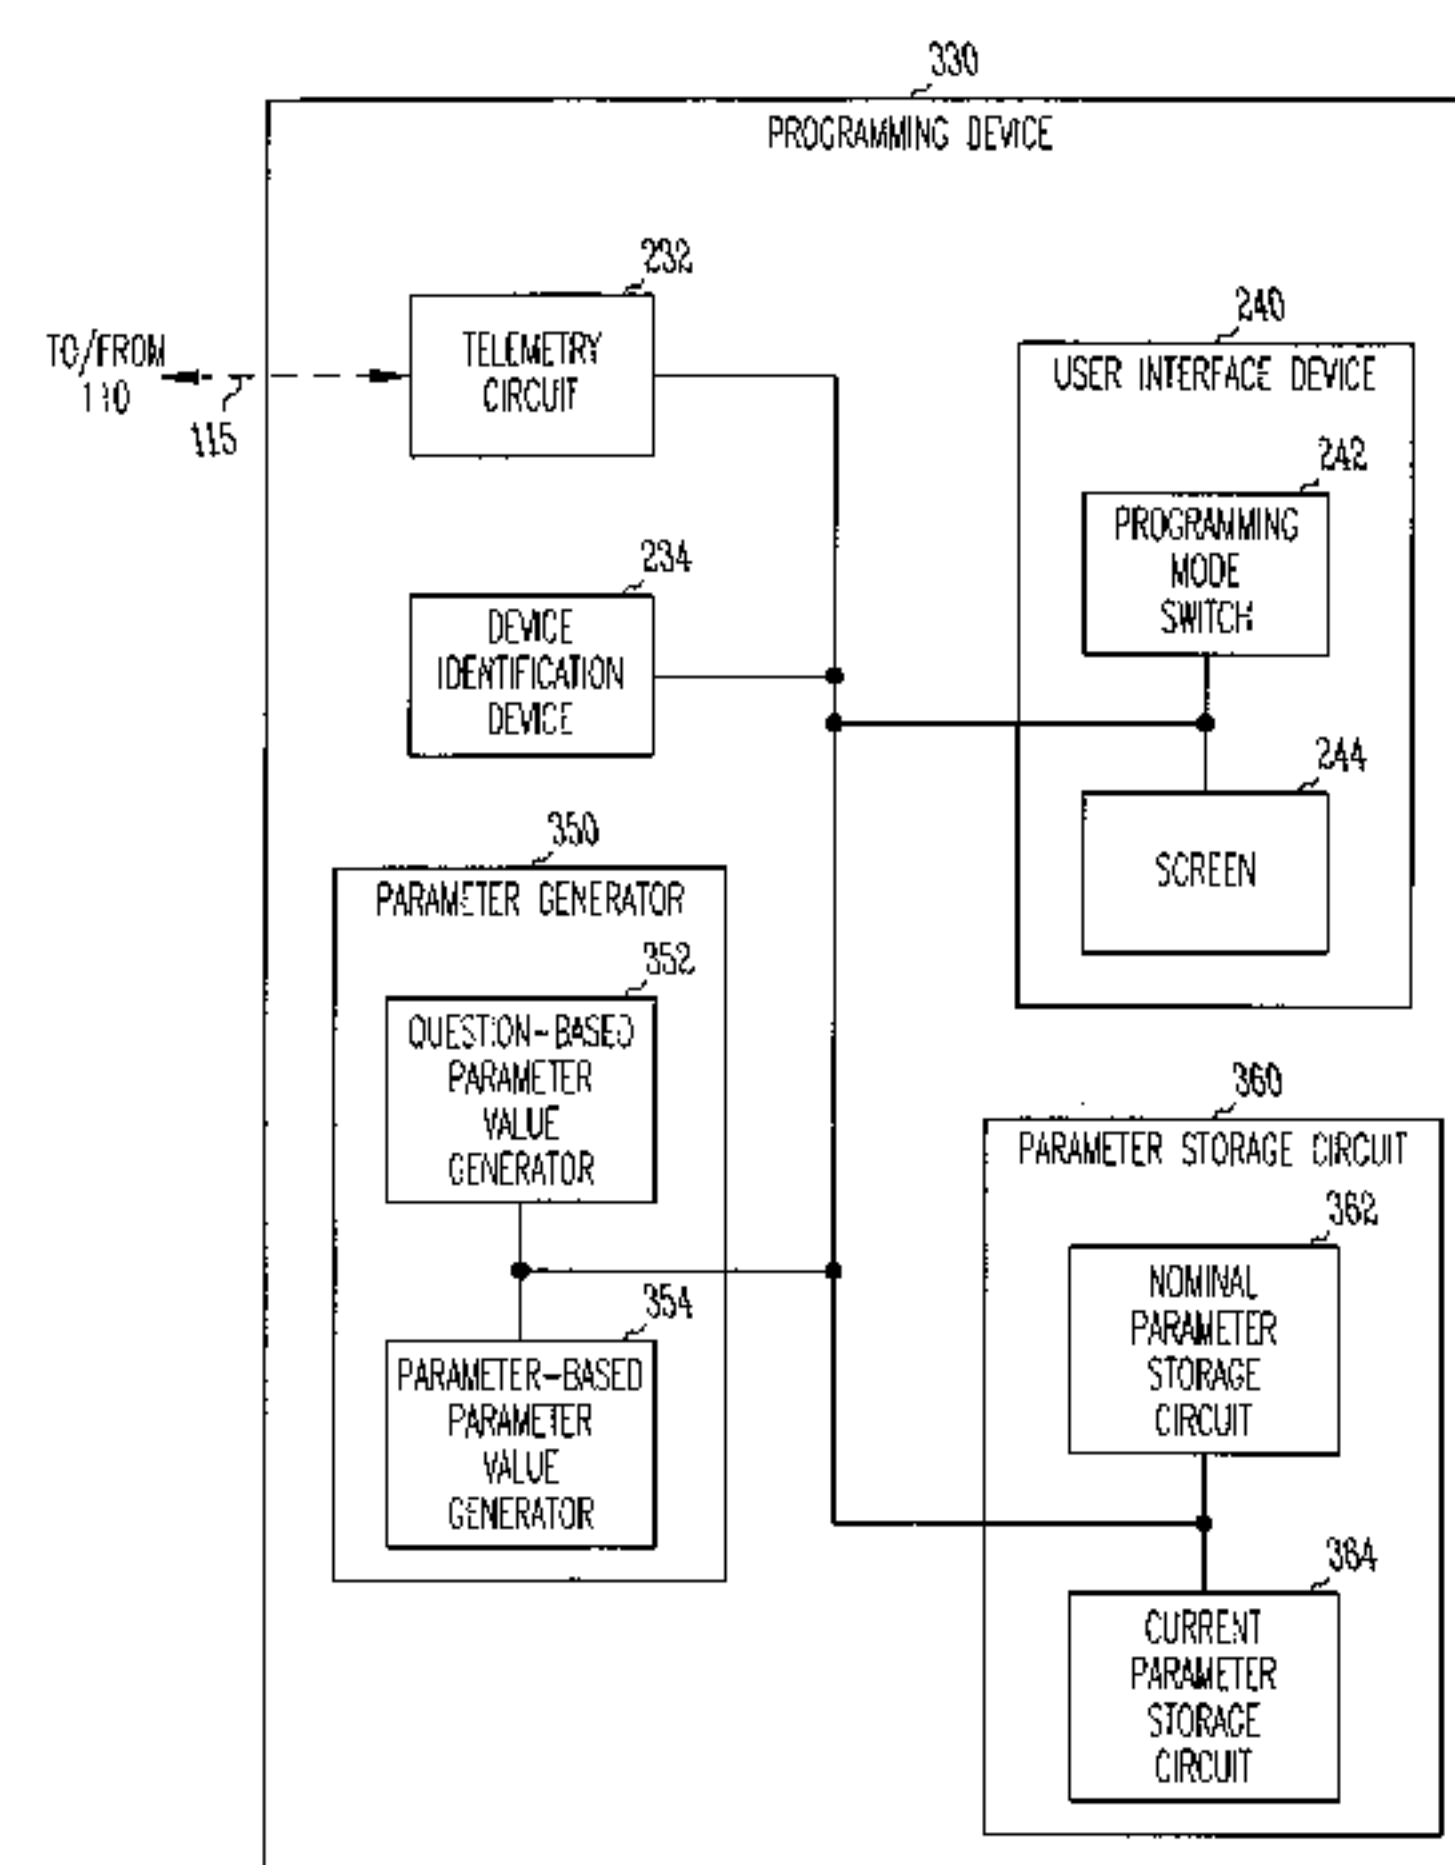 330
PROGRAMMING DEVICE
232
TELEMETRY
CIRCUIT
TO/FROM
110
115
240
USER INTERFACE DEVICE
242
PROGRAMMING
MODE
SWITCH
234
DEVICE
IDENTIFICATION
DEVICE
244
SCREEN
350
PARAMETER GENERATOR
352
QUESTION-BASED
PARAMETER
VALUE
GENERATOR
354
PARAMETER-BASED
PARAMETER
VALUE
GENERATOR
360
PARAMETER STORAGE CIRCUIT
362
NOMINAL
PARAMETER
STORAGE
CIRCUIT
364
CURRENT
PARAMETER
STORAGE
CIRCUIT